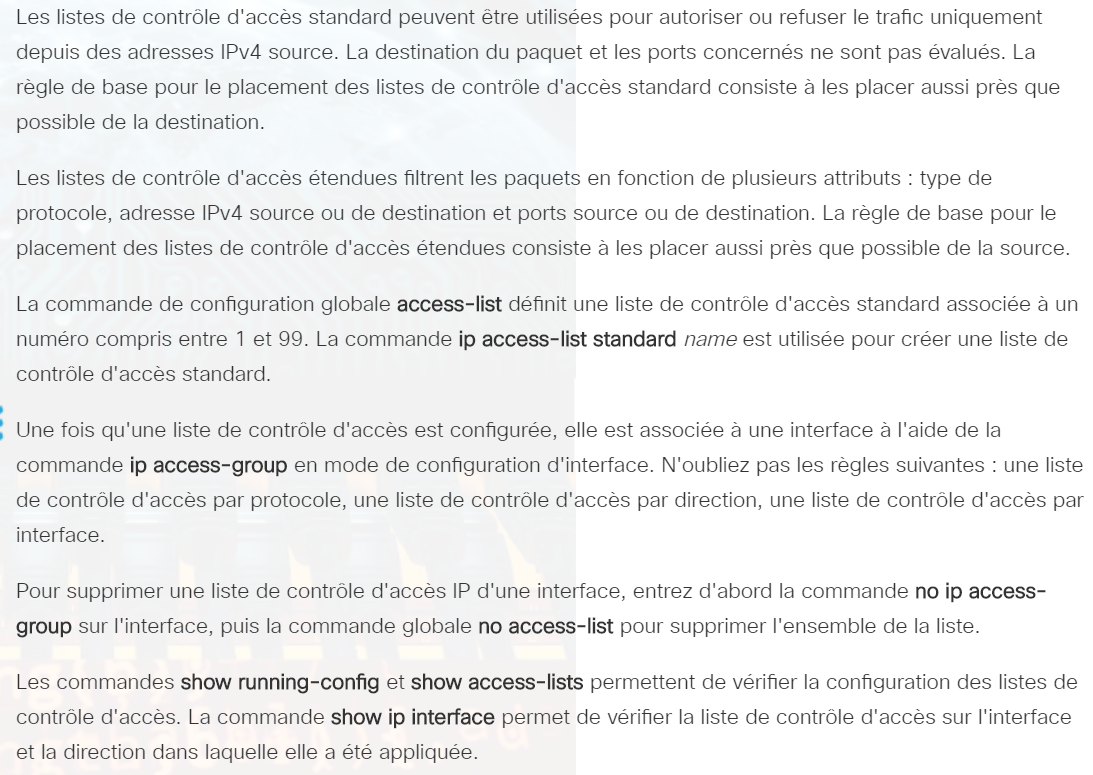 Les listes de contrôle d'accès standard peuvent être utilisées pour autoriser ou refuser le trafic uniquement
depuis des adresses IPv4 source. La destination du paquet et les ports concernés ne sont pas évalués. La
règle de base pour le placement des listes de contrôle d'accès standard consiste à les placer aussi près que
possible de la destination.
Les listes de contrôle d'accès étendues filtrent les paquets en fonction de plusieurs attributs : type de
protocole, adresse IPv4 source ou de destination et ports source ou de destination. La règle de base pour le
placement des listes de contrôle d'accès étendues consiste à les placer aussi près que possible de la source.
La commande de configuration globale access-list définit une liste de contrôle d'accès standard associée à un
numéro compris entre 1 et 99. La commande ip access-list standard name est utilisée pour créer une liste de
contrôle d'accès standard.
Une fois qu'une liste de contrôle d'accès est configurée, elle est associée à une interface à l'aide de la
commande ip access-group en mode de configuration d'interface. N'oubliez pas les règles suivantes : une liste
de contrôle d'accès par protocole, une liste de contrôle d'accès par direction, une liste de contrôle d'accès par
interface.
Pour supprimer une liste de contrôle d'accès IP d'une interface, entrez d'abord la commande no ip access-
group sur l'interface, puis la commande globale no access-list pour supprimer l'ensemble de la liste.
Les commandes show running-config et show access-lists permettent de vérifier la configuration des listes de
contrôle d'accès. La commande show ip interface permet de vérifier la liste de contrôle d'accès sur l'interface
et la direction dans laquelle elle a été appliquée.